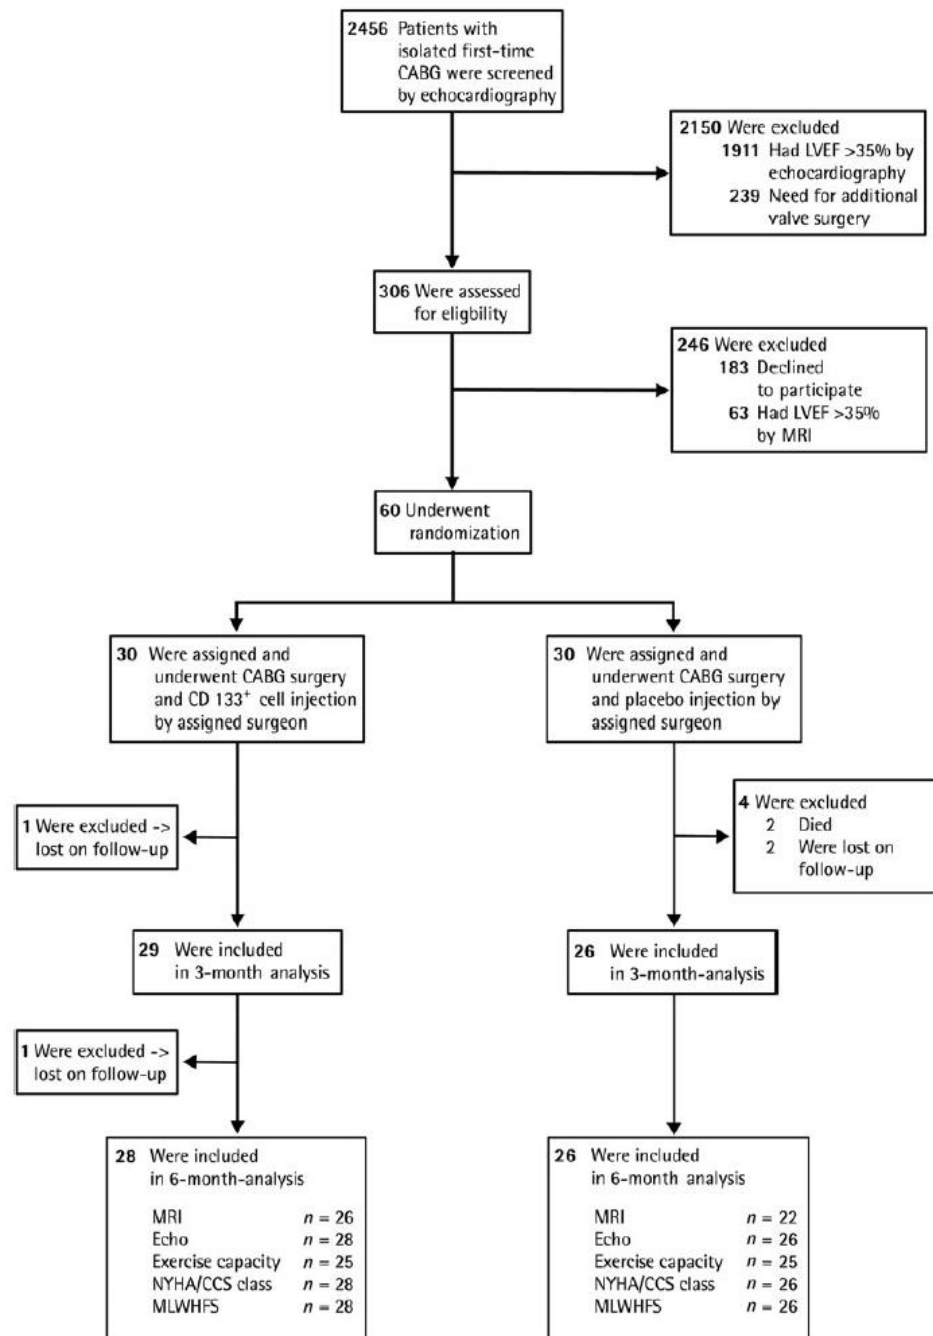 2456 Patients with
isolated first-time
CABG were screened
by echocardiography
2150 Were excluded
1911 Had LVEF >35% by
echocardiography
239 Need for additional
valve surgery
306 Were assessed
for eligbility
246 Were excluded
183 Declined
to participate
63 Had LVEF >35%
by MRI
60 Underwent
randomization
30 Were assigned and
underwent CABG surgery
and CD 133+ cell injection
by assigned surgeon
30 Were assigned and
underwent CABG surgery
and placebo injection by
assigned surgeon
1 Were excluded ->
lost on follow-up
4 Were excluded
2 Died
2 Were lost on
follow-up
29 Were included
in 3-month analysis
26 Were included
in 3-month-analysis
1 Were excluded ->
lost on follow-up
28 Were included
in 6-month-analysis
MRI n = 26
Echo n = 28
Exercise capacity n = 25
NYHA/CCS class n = 28
MLWHFS n = 28
26 Were included
in 6-month analysis
MRI n = 22
Echo n = 26
Exercise capacity n = 25
NYHA/CCS class n = 26
MLWHFS n = 26